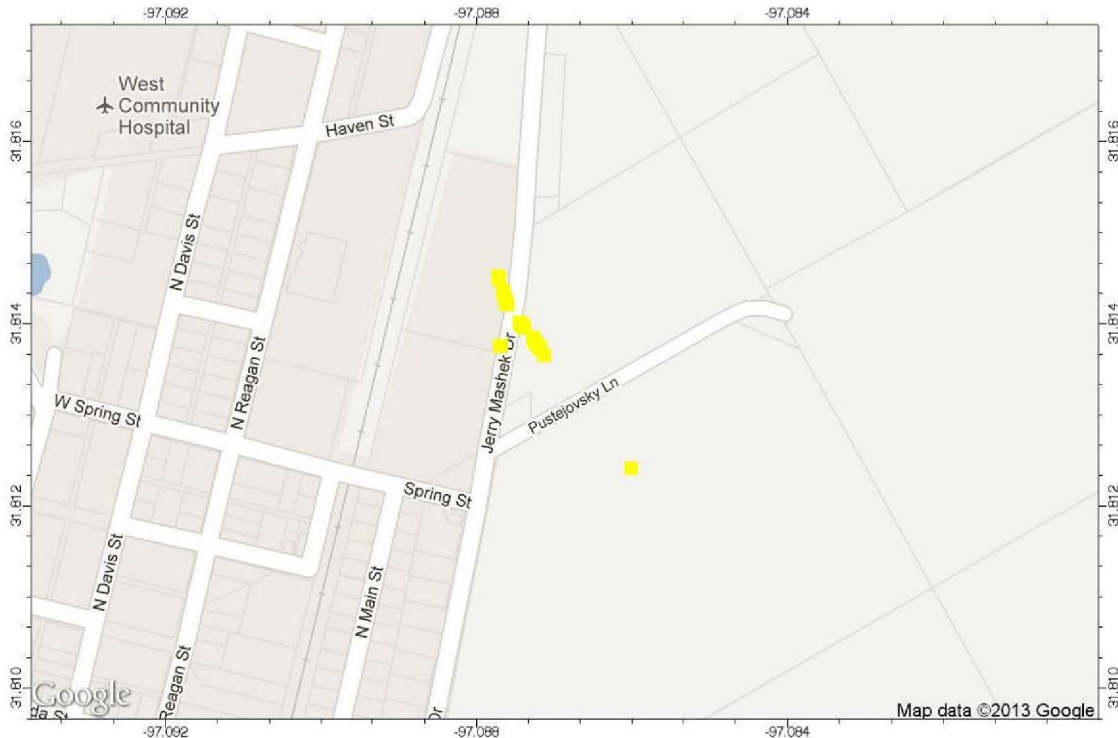 -97.092
-97.088
-97.084
West
Community
Hospital
Haven St
31.816
31.816
N Davis St
31.814
31.814
N Reagan St
Jerry Mashek Dr
Pustejovsky Ln
W Spring St
Spring St
31.812
31.812
N Davis St
N Main St
Reagan St
31.810
31.810
Google
Dr
St
Map data ©2013 Google
-97.092
-97.088
-97.084